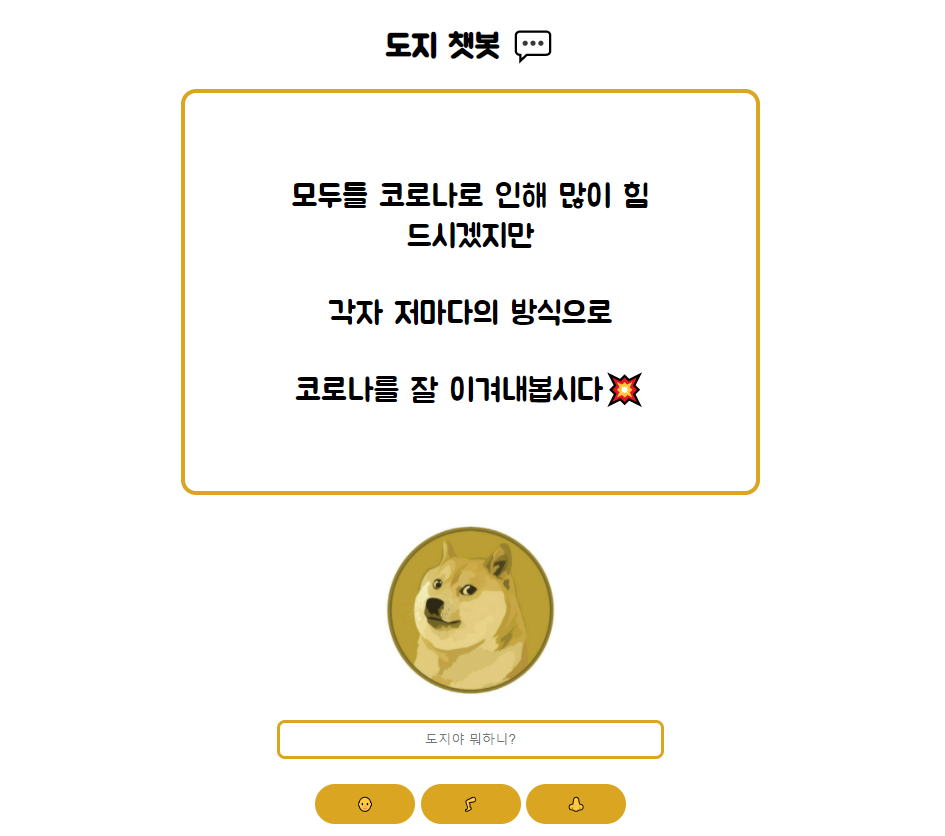 도지 챗봇 💬
모두들 코로나로 인해 많이 힘
드시겠지만
각자 저마다의 방식으로
코로나를 잘 이겨내봅시다💥
도지야 뭐하니?